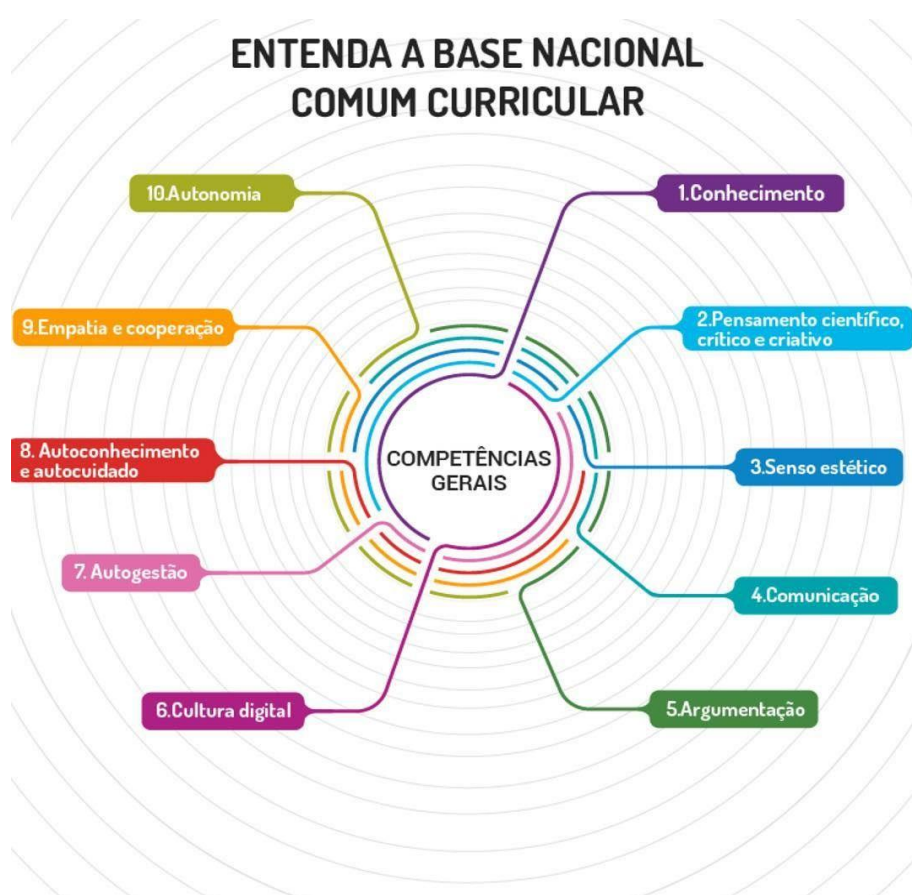 ENTENDA A BASE NACIONAL
COMUM CURRICULAR
1.Conhecimento
2.Pensamento científico,
crítico e criativo
3.Senso estético
4.Comunicação
5.Argumentação
6.Cultura digital
7. Autogestão
8. Autoconhecimento
e autocuidado
9.Empatia e cooperação
10.Autonomia
COMPETÊNCIAS
GERAIS